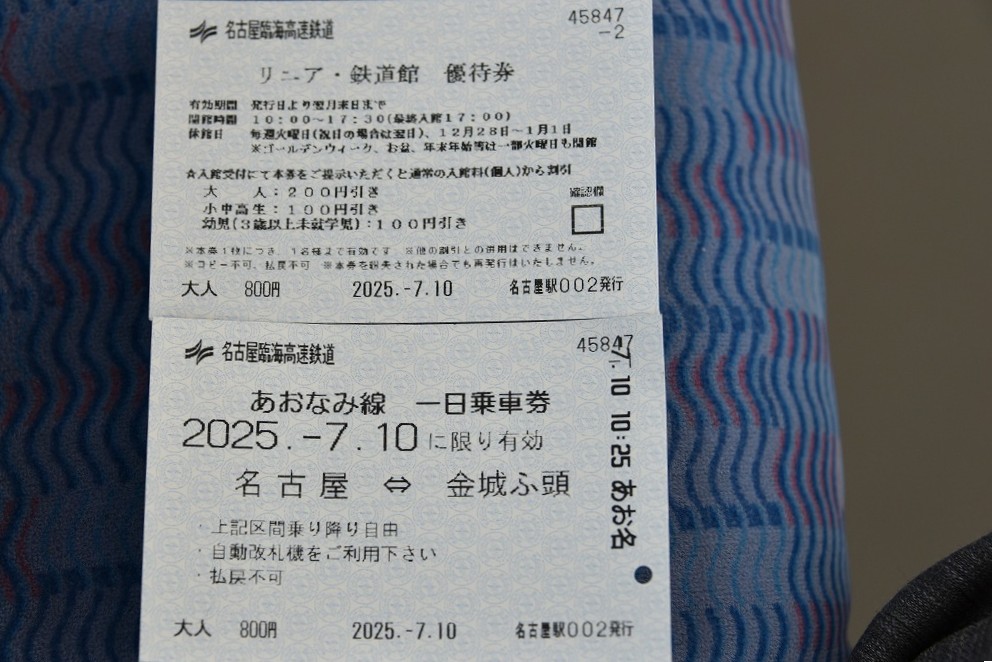 名古屋臨海高速鉄道
45847
-2
リニア・鉄道館 優待券
有効期間 発行日より翌月末日まで
開館時間 10:00~17:30(最終入館17:00)
休館日 毎週火曜日(祝日の場合は翌日)、12月28日~1月1日
※ゴールデンウィーク、お盆、年末年始等は一部火曜日も開館
☆入館受付にて本券をご提示いただくと通常の入館料(個人)から割引
大人:200円引き
小中高生:100円引き
幼児(3歳以上未就学児):100円引き
確認欄
※本券1枚につき、1名様まで有効です ※他の割引との併用はできません。
※コピー不可、払戻不可 ※本券を紛失された場合でも再発行はいたしません。
大人 800円 2025.-7.10 名古屋駅002発行
名古屋臨海高速鉄道
45847
あおなみ線 一日乗車券
2025.-7.10に限り有効
名古屋 ⇔ 金城ふ頭
・上記区間乗り降り自由
・自動改札機をご利用下さい
・払戻不可
大人 800円 2025.-7.10 名古屋駅002発行
7.10 10:25 あお名